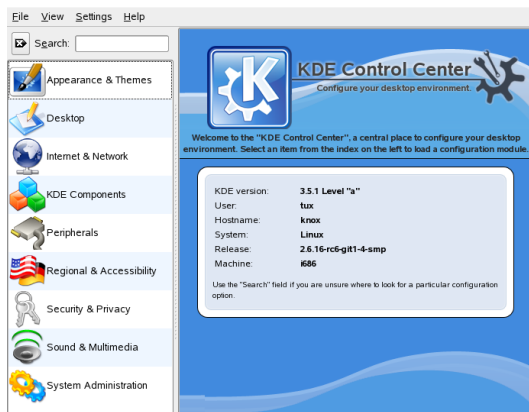 File View Settings Help
Search:
Appearance & Themes
Desktop
Internet & Network
KDE Components
Peripherals
Regional & Accessibility
Security & Privacy
Sound & Multimedia
System Administration
KDE Control Center
Configure your desktop environment.
Welcome to the "KDE Control Center", a central place to configure your desktop
environment. Select an item from the index on the left to load a configuration module.
KDE version: 3.5.1 Level "a"
User: tux
Hostname: knox
System: Linux
Release: 2.6.16-rc6-git1-4-smp
Machine: i686
Use the "Search" field if you are unsure where to look for a particular configuration
option.